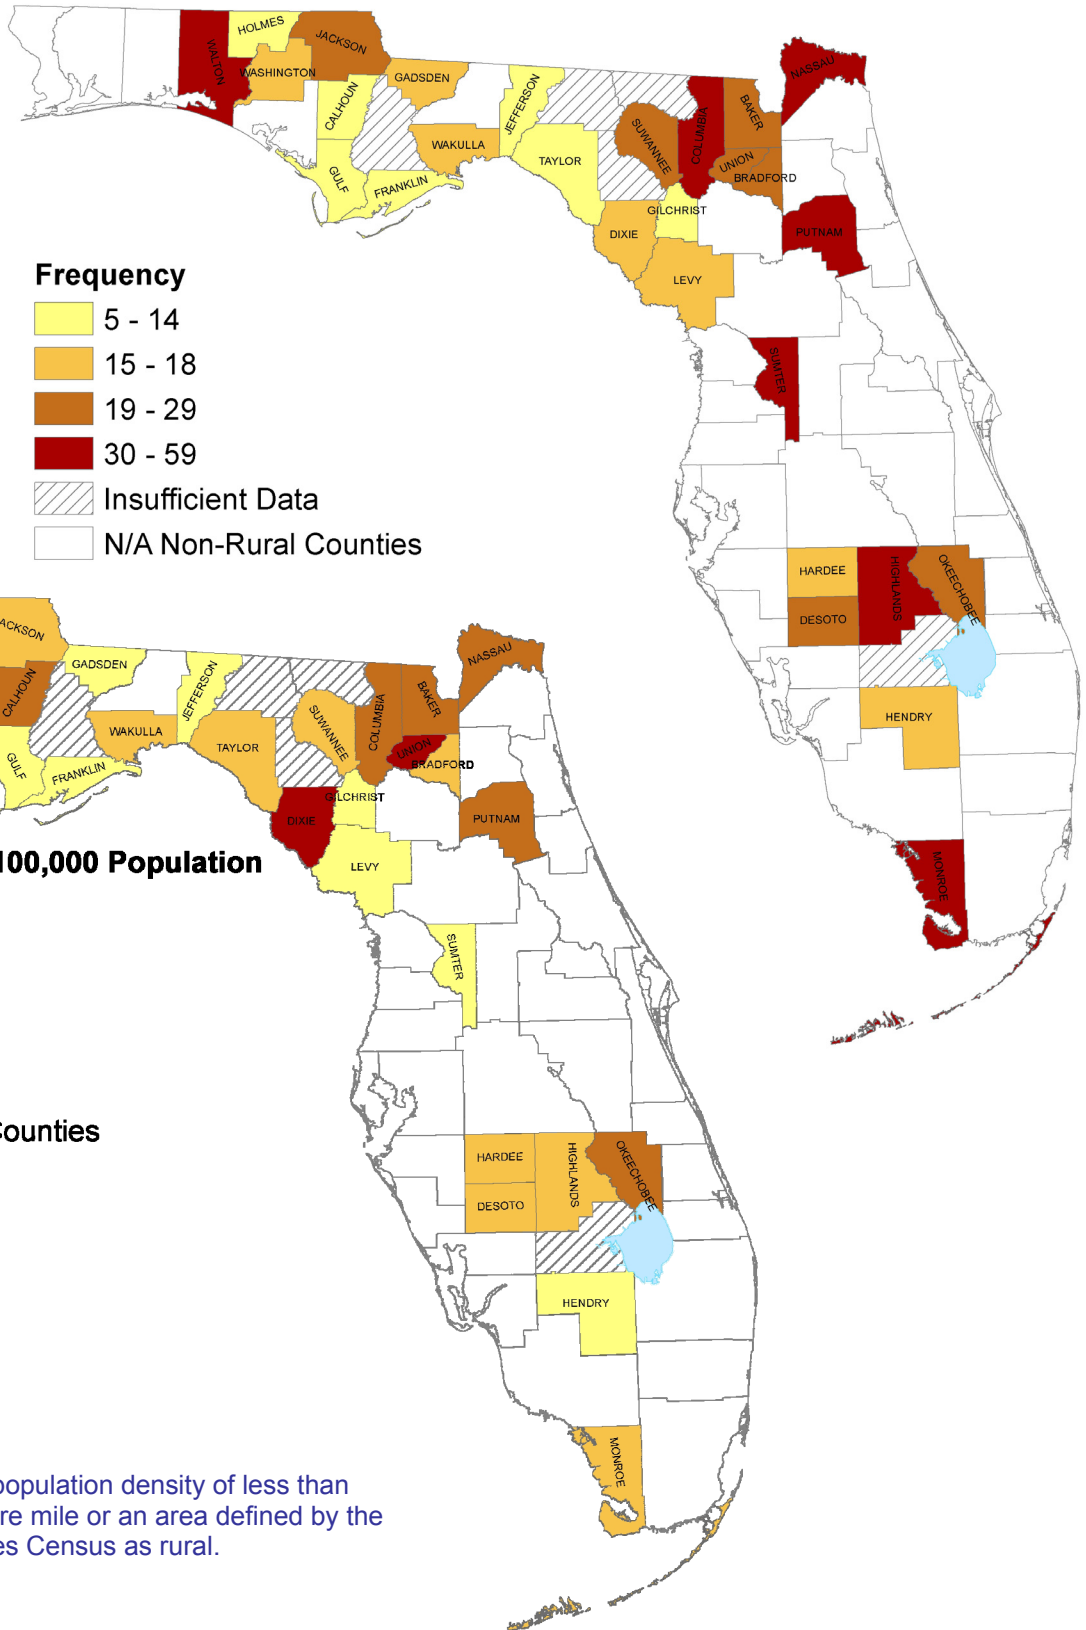 HOLMES
JACKSON
WALTON
WASHINGTON
GADSDEN
CALHOUN
JEFFERSON
WAKULLA
TAYLOR
GULF
FRANKLIN
SUWANNEE
COLUMBIA
BAKER
NASSAU
UNION
BRADFORD
GILCHRIST
DIXIE
LEVY
PUTNAM
SUMTER
HARDEE
HIGHLANDS
OKEECHOBEE
DESOTO
HENDRY
MONROE
Frequency
5 - 14
15 - 18
19 - 29
30 - 59
Insufficient Data
N/A Non-Rural Counties
ACKSON
GADSDEN
CALHOUN
JEFFERSON
WAKULLA
TAYLOR
GULF
FRANKLIN
SUWANNEE
COLUMBIA
BAKER
NASSAU
UNION
BRADFORD
GILCHRIST
DIXIE
LEVY
PUTNAM
100,000 Population
SUMTER
Counties
HARDEE
HIGHLANDS
OKEECHOBEE
DESOTO
HENDRY
MONROE
population density of less than
re mile or an area defined by the
es Census as rural.